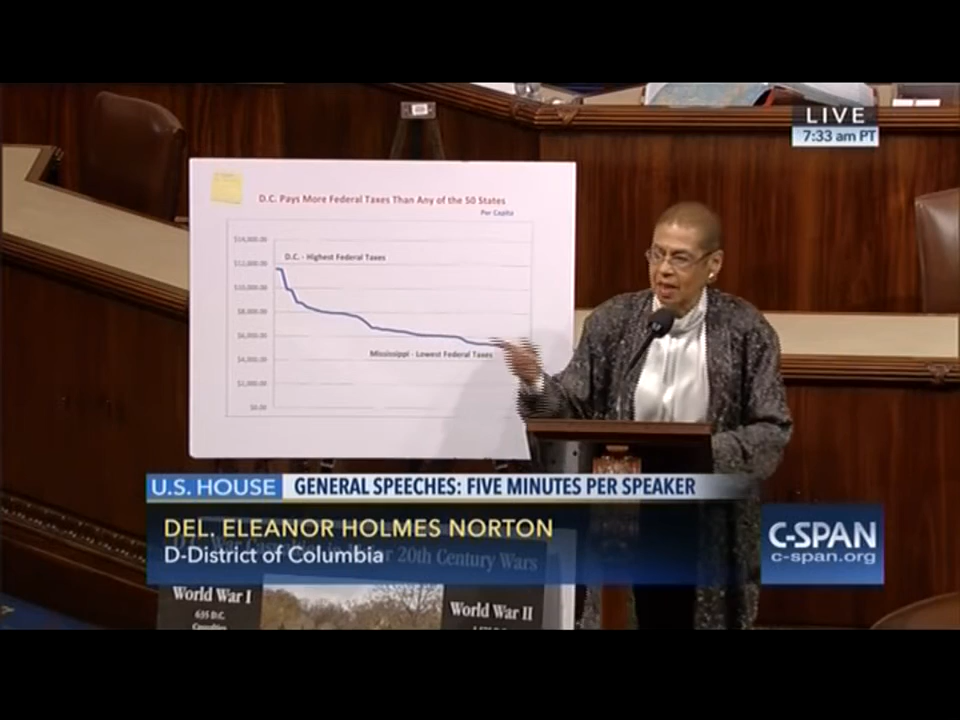 LIVE
7:33 am PT
D.C. Pays More Federal Taxes Than Any of the 50 States
Per Capita
$14,000.00
D.C. - Highest Federal Taxes
$12,000.00
$10,000.00
$8,000.00
$6,000.00
Mississippi - Lowest Federal Taxes
$4,000.00
$2,000.00
$0.00
U.S. HOUSE GENERAL SPEECHES: FIVE MINUTES PER SPEAKER
DEL. ELEANOR HOLMES NORTON
D-District of Columbia
C-SPAN
c-span.org
20th Century Wars
World War I
635 D.C.
Casualties
World War II